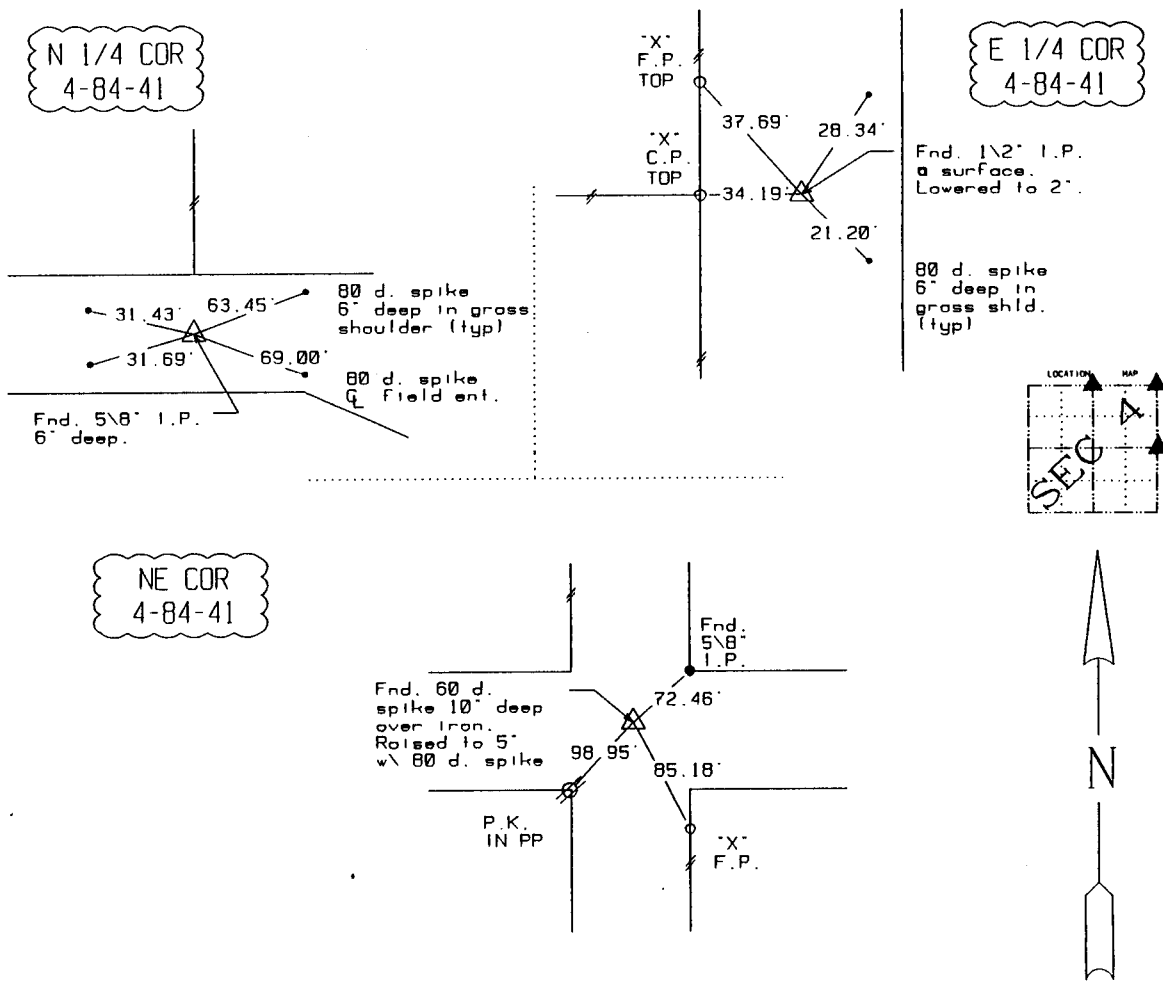 N 1/4 COR
4-84-41
31.43'
63.45'
31.69'
69.00'
80 d. spike
6" deep in grass
shoulder (typ)
80 d. spike
℄ Field ent.
Fnd. 5\8" I.P.
6" deep.
"X"
F.P.
TOP
"X"
C.P.
TOP
37.69'
28.34'
34.19'
21.20'
E 1/4 COR
4-84-41
Fnd. 1\2" I.P.
@ surface.
Lowered to 2".
80 d. spike
6" deep in
grass shld.
(typ)
LOCATION MAP
SEC 4
NE COR
4-84-41
Fnd.
5\8"
I.P.
Fnd. 60 d.
spike 10" deep
over iron.
Raised to 5"
w\ 80 d. spike
72.46'
98.95'
85.18'
P.K.
IN PP
"X"
F.P.
N